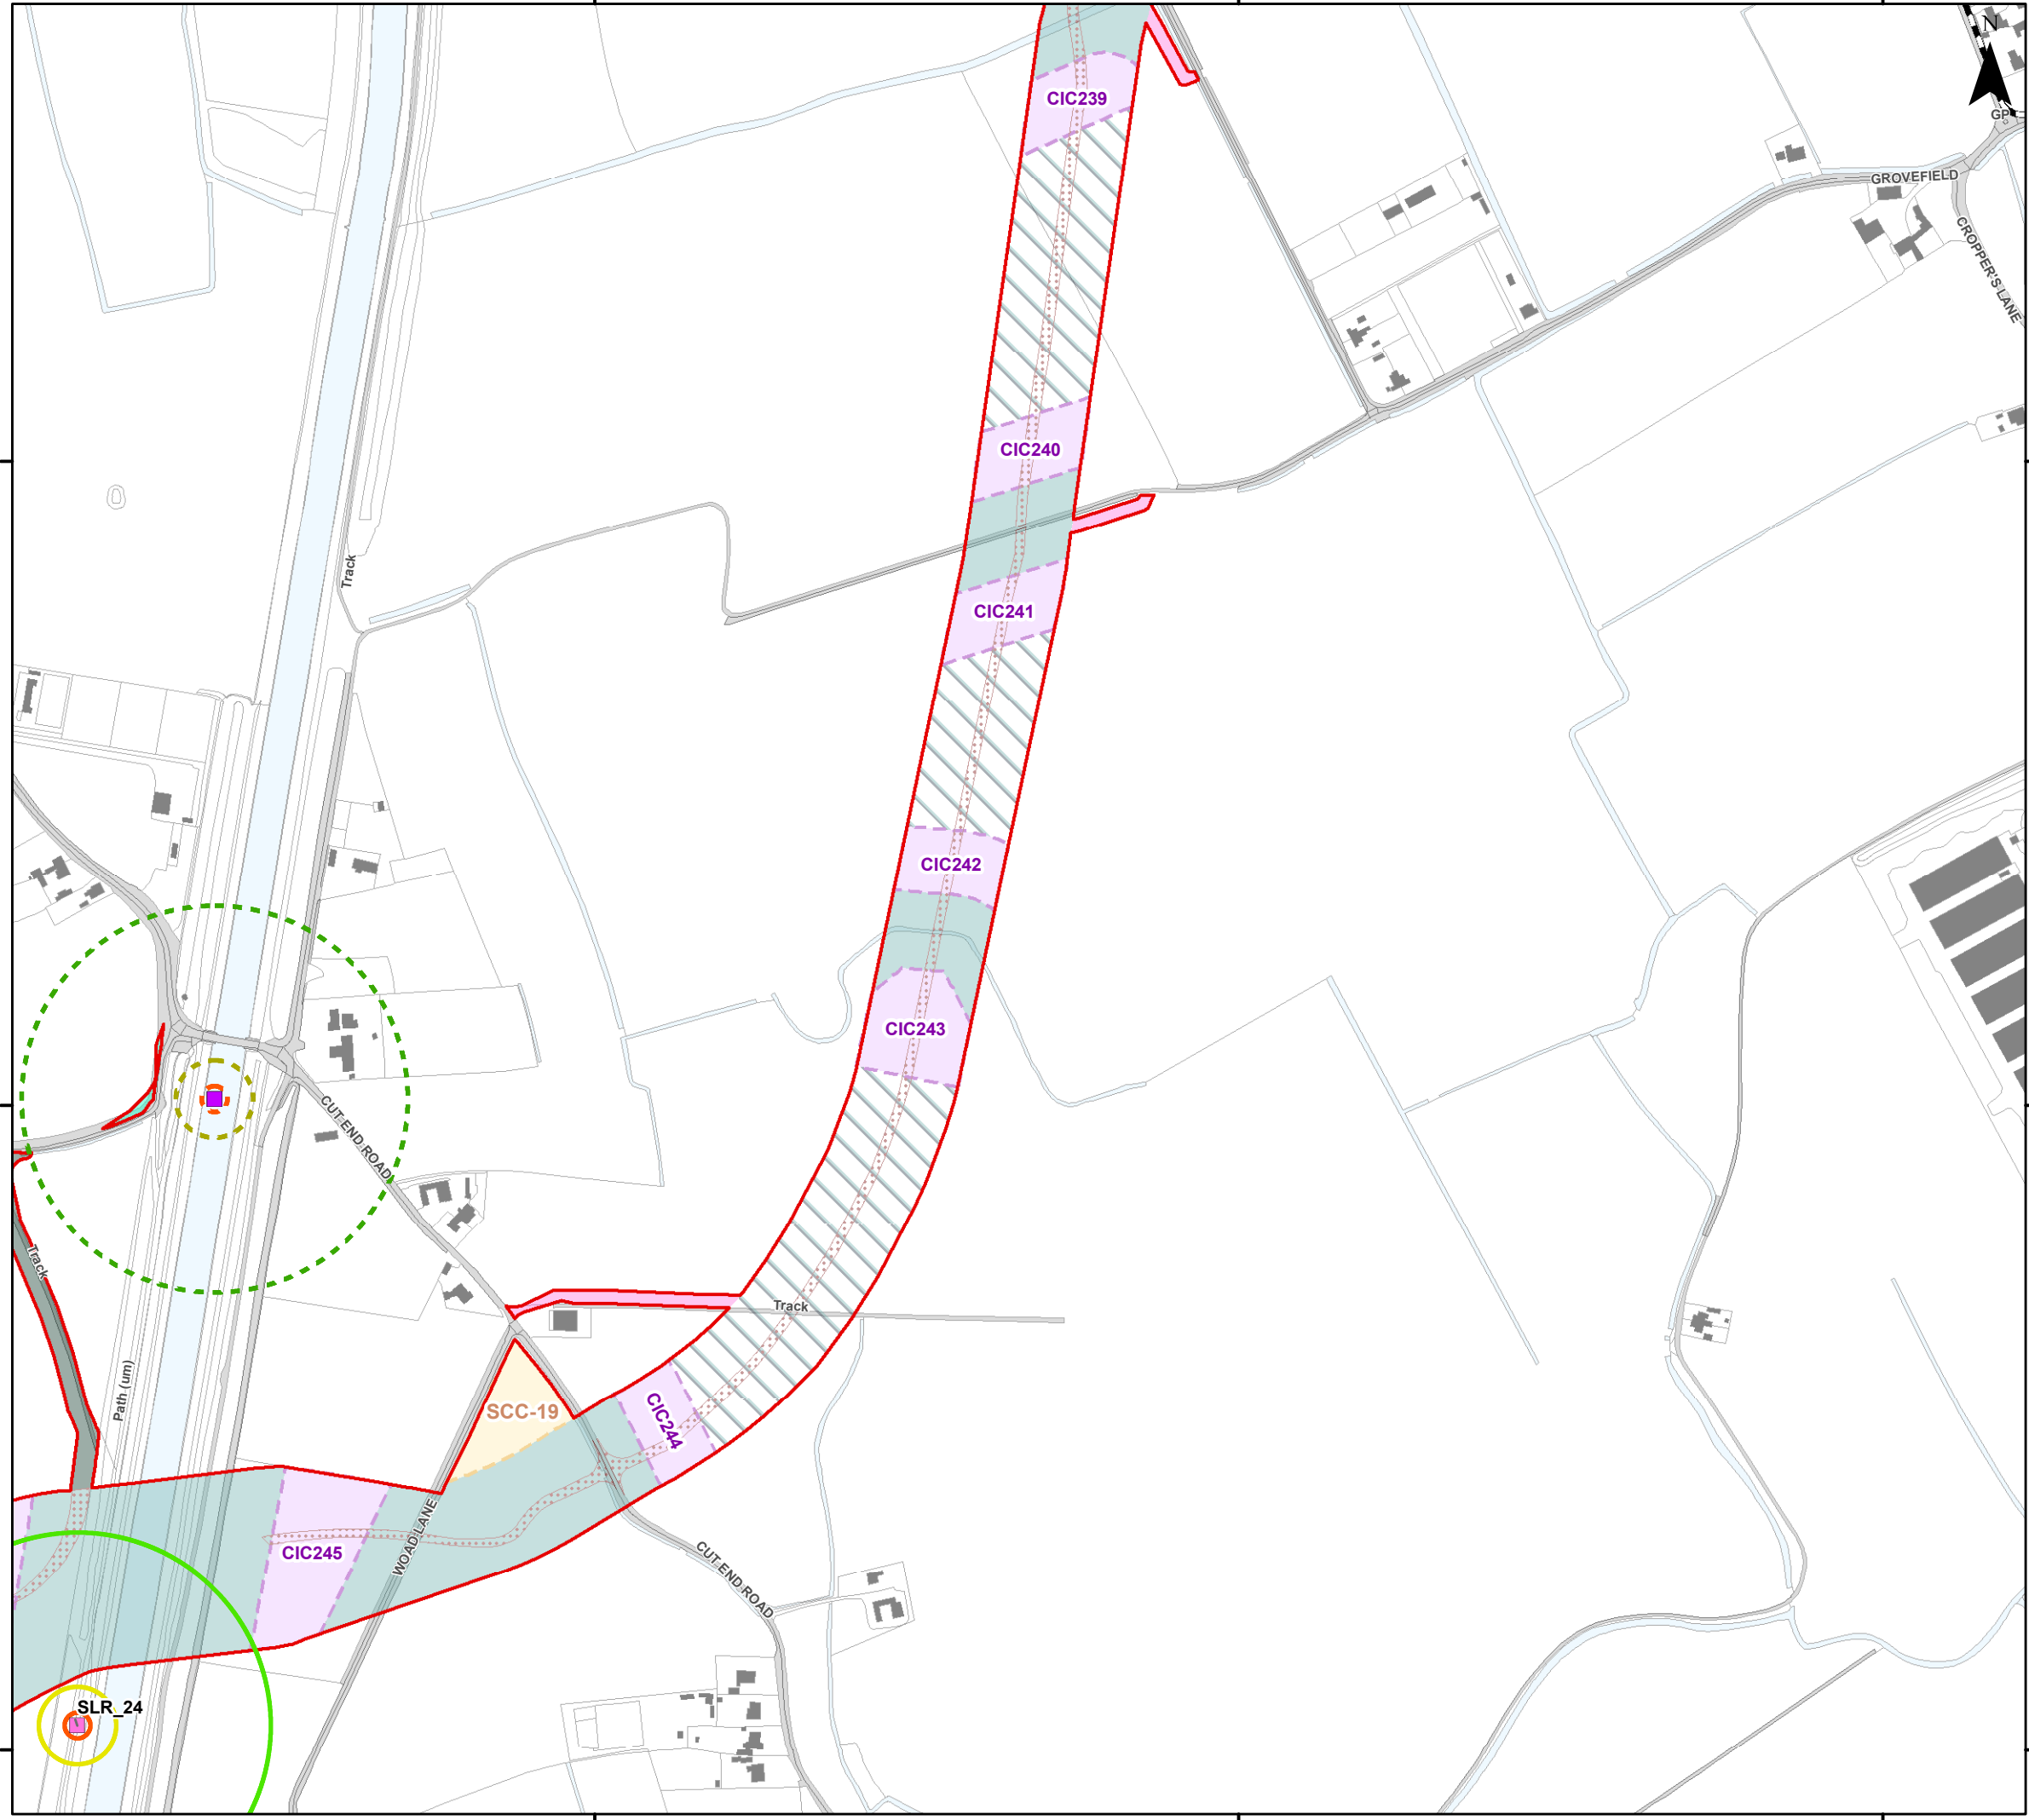 N
CIC239
GP
GROVEFIELD
CROPPER'S LANE
CIC240
Track
CIC241
CIC242
CIC243
CUT END ROAD
Track
Track
Path (um)
SCC-19
CIC244
WOAD LANE
CIC245
CUT END ROAD
SLR_24